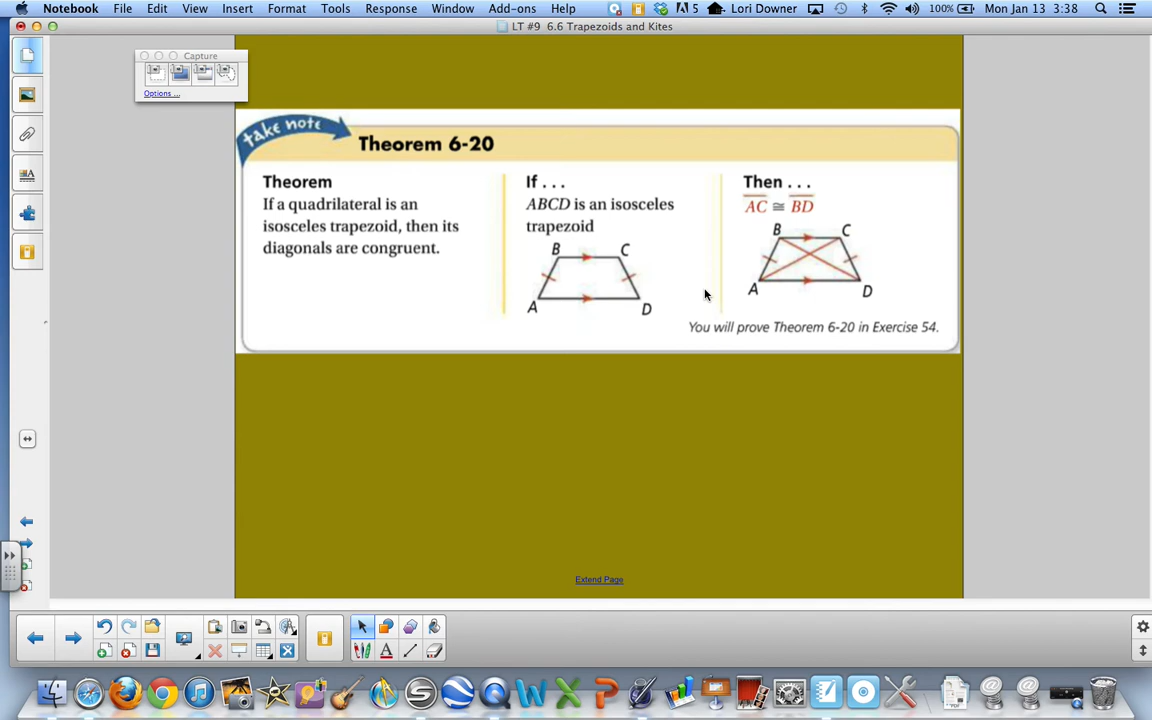 Notebook File Edit View Insert Format Tools Response Window Add-ons Help 5 Lori Downer 100% Mon Jan 13 3:38
LT #9 6.6 Trapezoids and Kites
Capture
Options ...
take note
Theorem 6-20
Theorem
If a quadrilateral is an
isosceles trapezoid, then its
diagonals are congruent.
If . . .
ABCD is an isosceles
trapezoid
B C
A D
Then . . .
AC ≅ BD
B C
A D
You will prove Theorem 6-20 in Exercise 54.
Extend Page